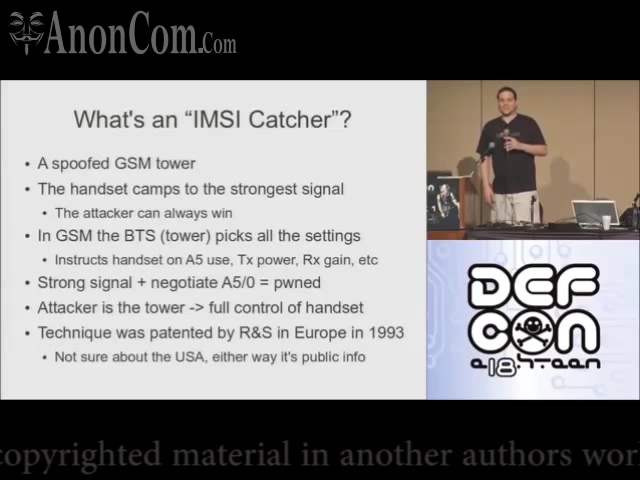 AnonCom.Com
What's an “IMSI Catcher”?
• A spoofed GSM tower
• The handset camps to the strongest signal
• The attacker can always win
• In GSM the BTS (tower) picks all the settings
• Instructs handset on A5 use, Tx power, Rx gain, etc
• Strong signal + negotiate A5/0 = pwned
• Attacker is the tower -> full control of handset
• Technique was patented by R&S in Europe in 1993
• Not sure about the USA, either way it's public info
DEF
CON
e18hteen
copyrighted material in another authors wor